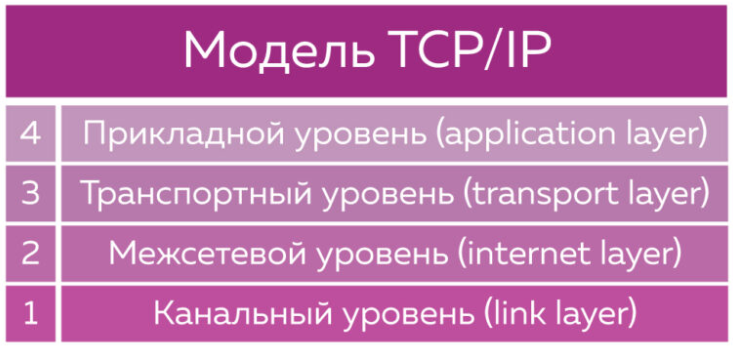 Модель TCP/IP
4 Прикладной уровень (application layer)
3 Транспортный уровень (transport layer)
2 Межсетевой уровень (internet layer)
1 Канальный уровень (link layer)